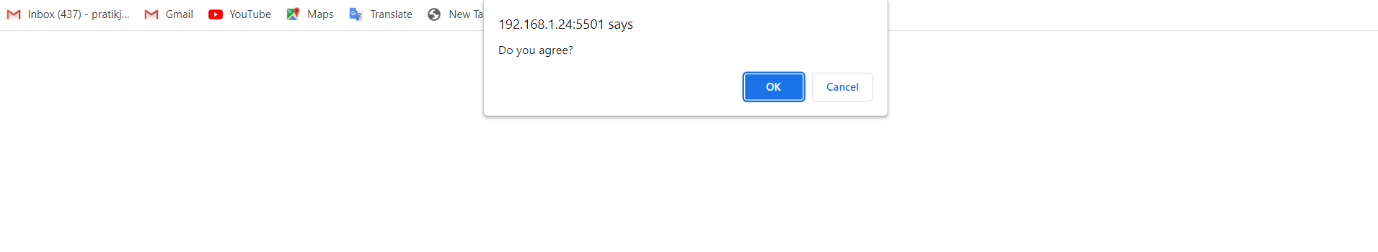 Inbox (437) - pratikj...
Gmail
YouTube
Maps
Translate
New Ta
192.168.1.24:5501 says
Do you agree?
OK
Cancel